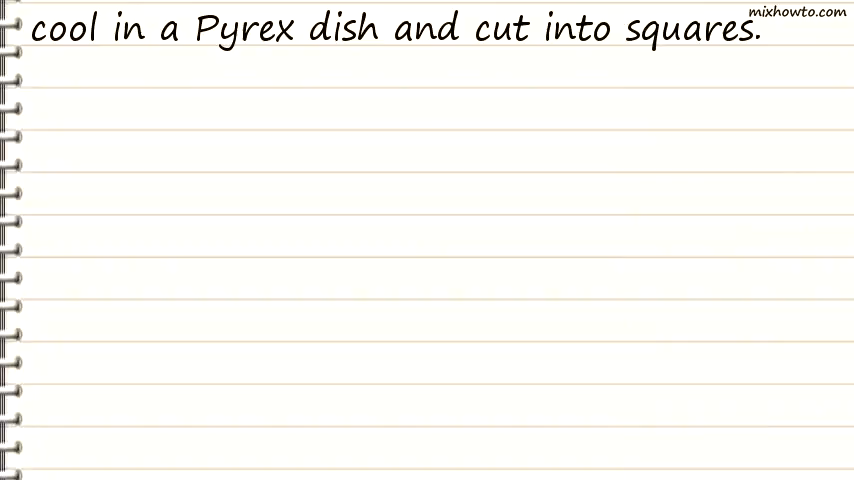 mixhowto.com
cool in a Pyrex dish and cut into squares.